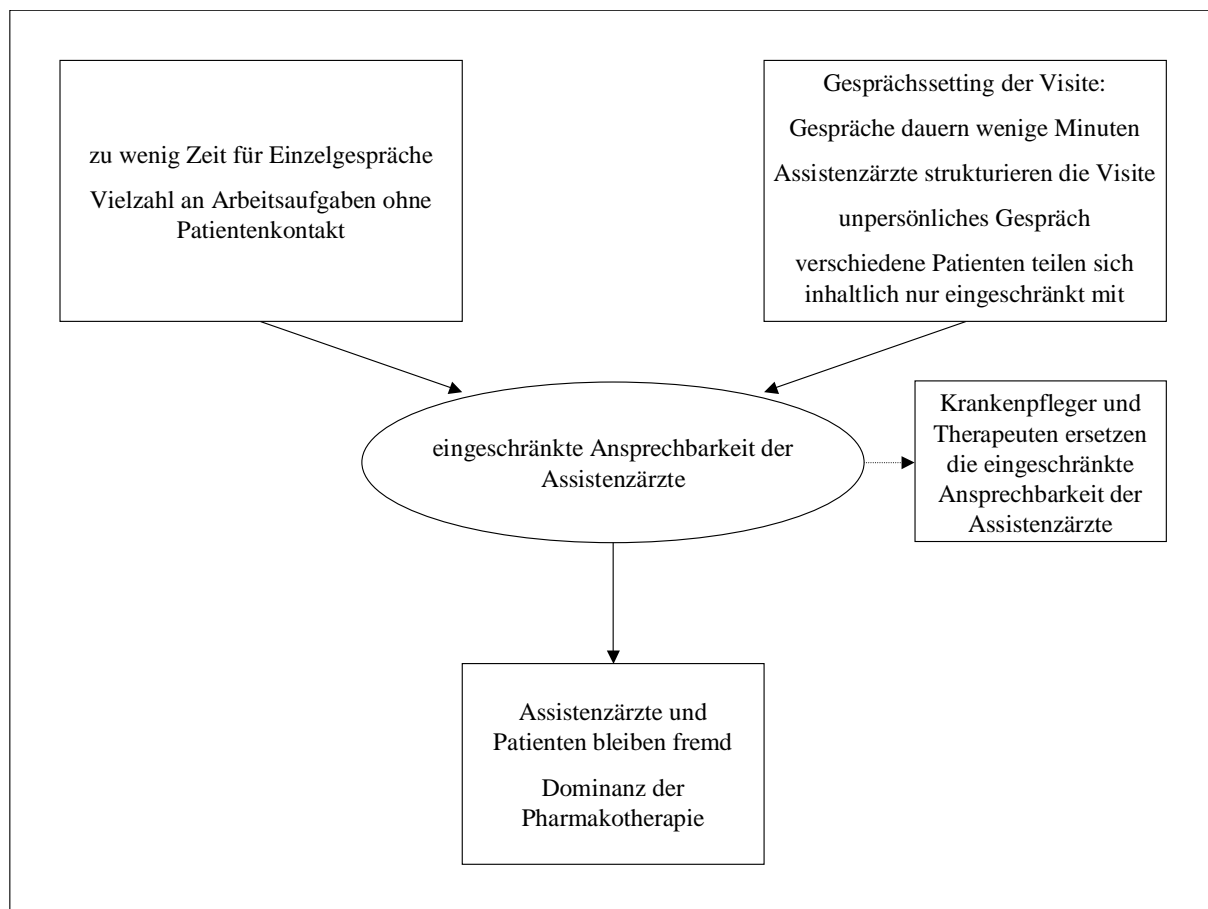 zu wenig Zeit für Einzelgespräche
Vielzahl an Arbeitsaufgaben ohne
Patientenkontakt
Gesprächssetting der Visite:
Gespräche dauern wenige Minuten
Assistenzärzte strukturieren die Visite
unpersönliches Gespräch
verschiedene Patienten teilen sich
inhaltlich nur eingeschränkt mit
eingeschränkte Ansprechbarkeit der
Assistenzärzte
Krankenpfleger und
Therapeuten ersetzen
die eingeschränkte
Ansprechbarkeit der
Assistenzärzte
Assistenzärzte und
Patienten bleiben fremd
Dominanz der
Pharmakotherapie